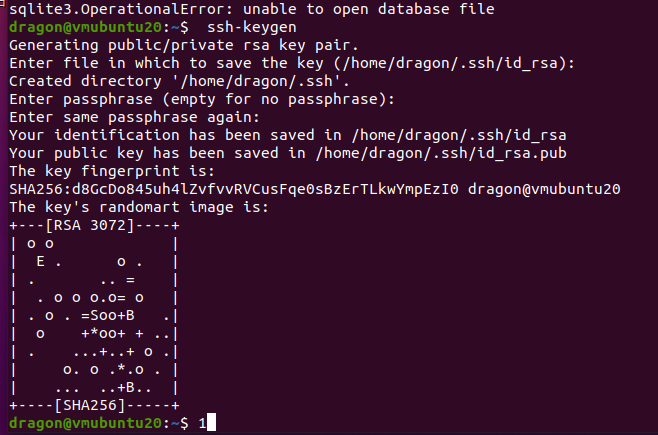 sqlite3.OperationalError: unable to open database file
dragon@vmubuntu20:~$  ssh-keygen
Generating public/private rsa key pair.
Enter file in which to save the key (/home/dragon/.ssh/id_rsa):
Created directory '/home/dragon/.ssh'.
Enter passphrase (empty for no passphrase):
Enter same passphrase again:
Your identification has been saved in /home/dragon/.ssh/id_rsa
Your public key has been saved in /home/dragon/.ssh/id_rsa.pub
The key fingerprint is:
SHA256:d8GcDo845uh4lZvfvvRVCusFqe0sBzErTLkwYmpEzI0 dragon@vmubuntu20
The key's randomart image is:
+---[RSA 3072]----+
| o o             |
|  E .      o .   |
| .       .. =    |
|  . o o o.o= o   |
| . o . =Soo+B   .|
|  o    +*oo+ + ..|
| .    ...+..+ o .|
|     o. o .*.o . |
|    ...  ..+B..  |
+----[SHA256]-----+
dragon@vmubuntu20:~$ 1